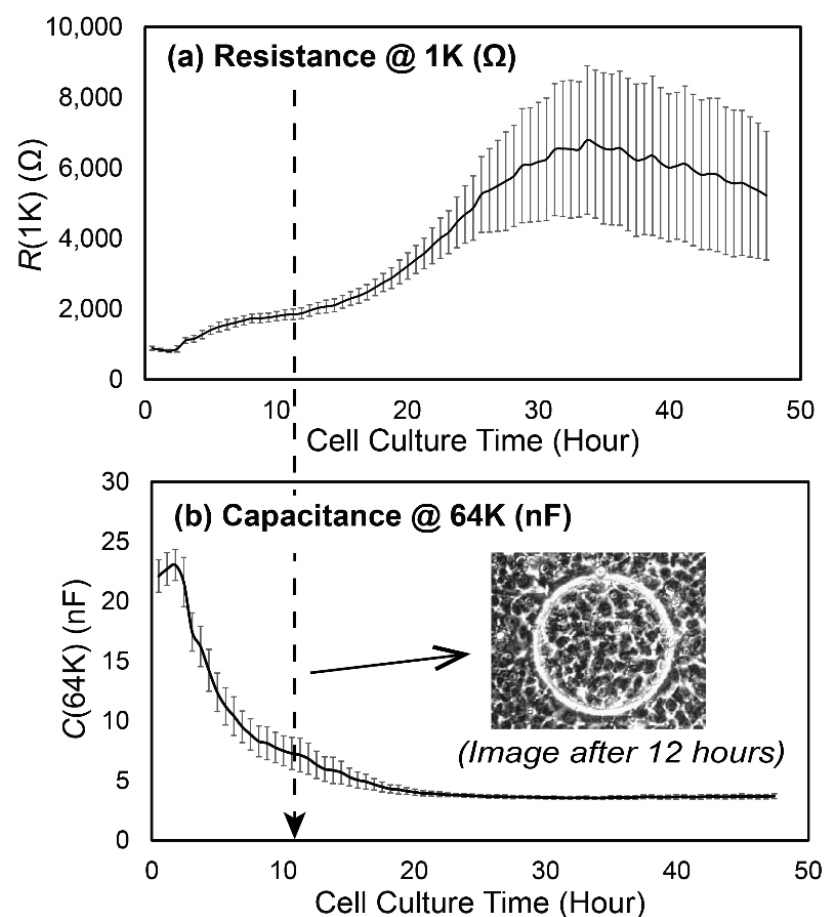 10,000
(a) Resistance @ 1K (Ω)
8,000
6,000
4,000
2,000
0
R(1K) (Ω)
0 10 20 30 40 50
Cell Culture Time (Hour)
30
(b) Capacitance @ 64K (nF)
25
20
15
10
5
0
C(64K) (nF)
(Image after 12 hours)
0 10 20 30 40 50
Cell Culture Time (Hour)